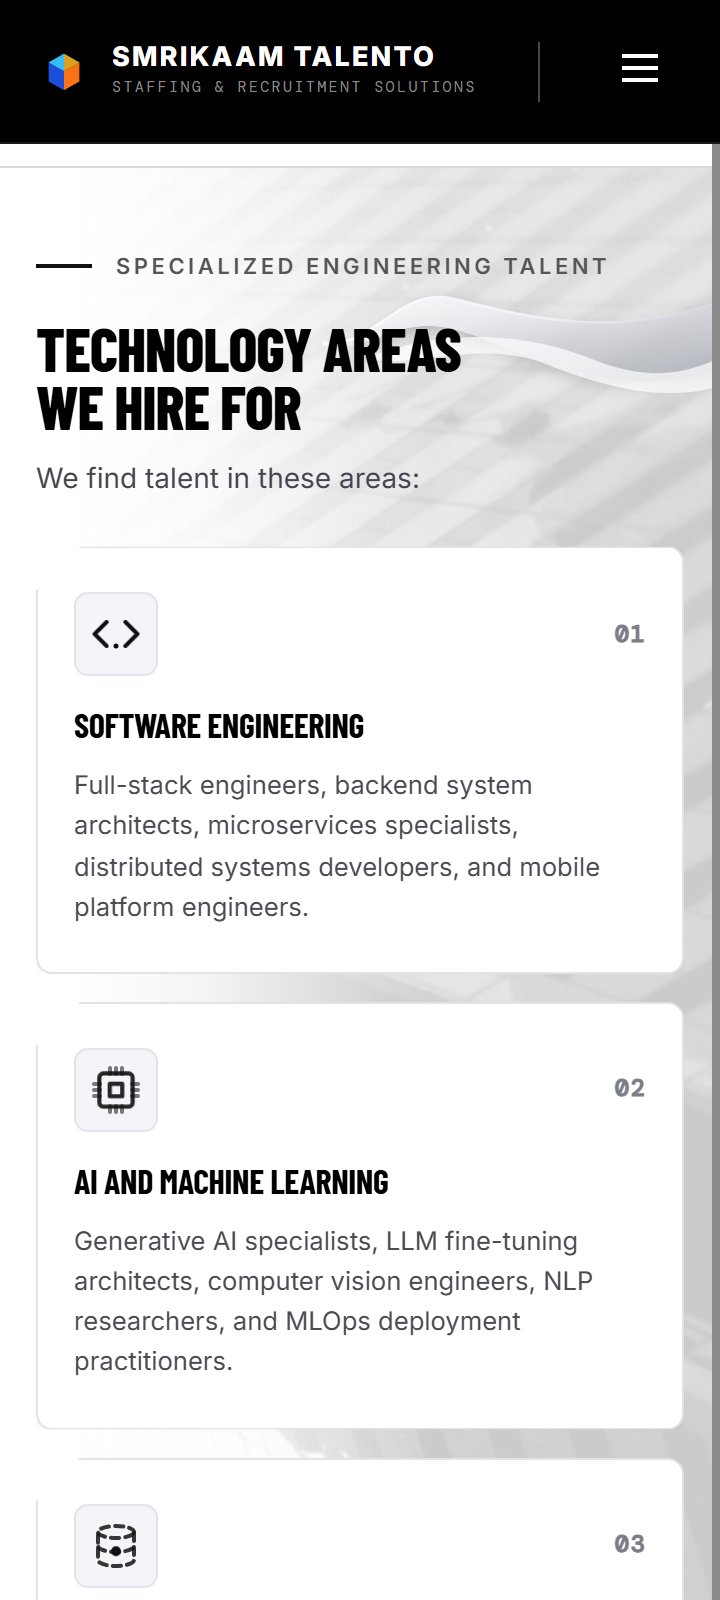 SMRIKAAM TALENTO
STAFFING & RECRUITMENT SOLUTIONS
SPECIALIZED ENGINEERING TALENT
TECHNOLOGY AREAS
WE HIRE FOR
We find talent in these areas:
01
SOFTWARE ENGINEERING
Full-stack engineers, backend system
architects, microservices specialists,
distributed systems developers, and mobile
platform engineers.
02
AI AND MACHINE LEARNING
Generative AI specialists, LLM fine-tuning
architects, computer vision engineers, NLP
researchers, and MLOps deployment
practitioners.
03